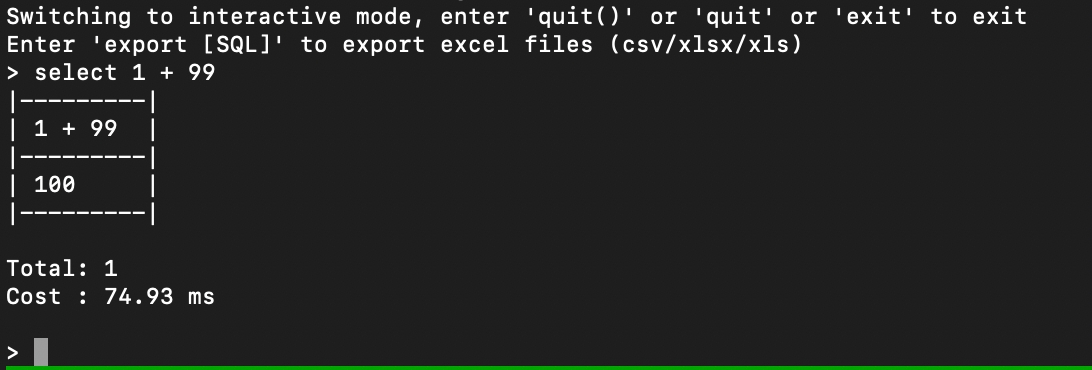 Switching to interactive mode, enter 'quit()' or 'quit' or 'exit' to exit
Enter 'export [SQL]' to export excel files (csv/xlsx/xls)
> select 1 + 99
|---------|
| 1 + 99  |
|---------|
| 100     |
|---------|
Total: 1
Cost : 74.93 ms
>